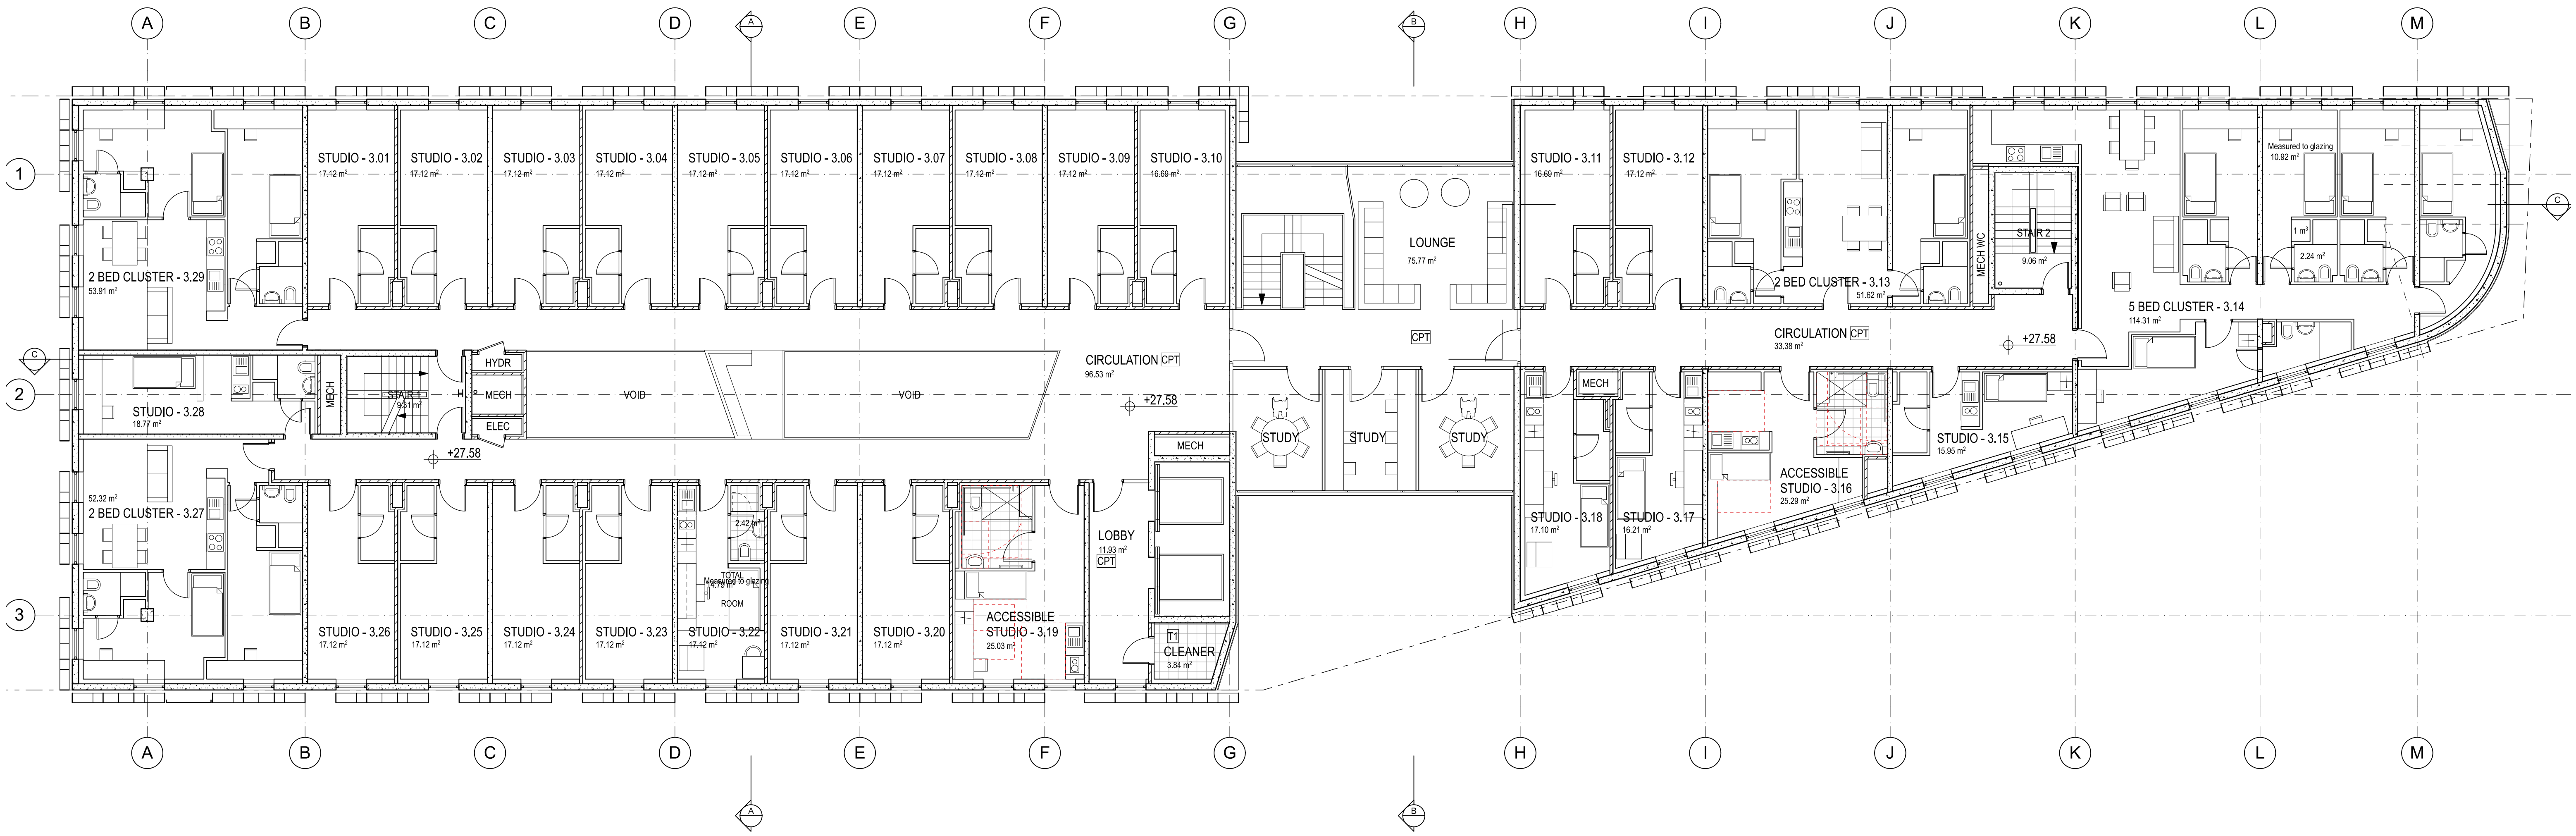 A B C D A E F G B H I J K L M
1
STUDIO - 3.01
17.12 m²
STUDIO - 3.02
17.12 m²
STUDIO - 3.03
17.12 m²
STUDIO - 3.04
17.12 m²
STUDIO - 3.05
17.12 m²
STUDIO - 3.06
17.12 m²
STUDIO - 3.07
17.12 m²
STUDIO - 3.08
17.12 m²
STUDIO - 3.09
17.12 m²
STUDIO - 3.10
16.69 m²
STUDIO - 3.11
16.69 m²
STUDIO - 3.12
17.12 m²
Measured to glazing
10.92 m²
C
LOUNGE
75.77 m²
MECH WC
STAIR 2
9.06 m²
1 m³
2.24 m²
2 BED CLUSTER - 3.29
53.91 m²
2 BED CLUSTER - 3.13
51.62 m²
5 BED CLUSTER - 3.14
114.31 m²
CPT
CIRCULATION CPT
33.38 m²
+27.58
C
2
HYDR
MECH
ELEC
H.
MECH
STAIR 1
9.31 m²
VOID
VOID
CIRCULATION CPT
96.53 m²
+27.58
STUDIO - 3.28
18.77 m²
+27.58
MECH
STUDY
STUDY
STUDY
MECH
STUDIO - 3.15
15.95 m²
ACCESSIBLE
STUDIO - 3.16
25.29 m²
STUDIO - 3.18
17.10 m²
STUDIO - 3.17
16.21 m²
52.32 m²
2 BED CLUSTER - 3.27
2.42 m²
LOBBY
11.93 m²
CPT
TOTAL
Measured to glazing
14.79 m²
ROOM
3
STUDIO - 3.26
17.12 m²
STUDIO - 3.25
17.12 m²
STUDIO - 3.24
17.12 m²
STUDIO - 3.23
17.12 m²
STUDIO - 3.22
17.12 m²
STUDIO - 3.21
17.12 m²
STUDIO - 3.20
17.12 m²
ACCESSIBLE
STUDIO - 3.19
25.03 m²
T1
CLEANER
3.84 m²
A B C D E F G H I J K L M
A B